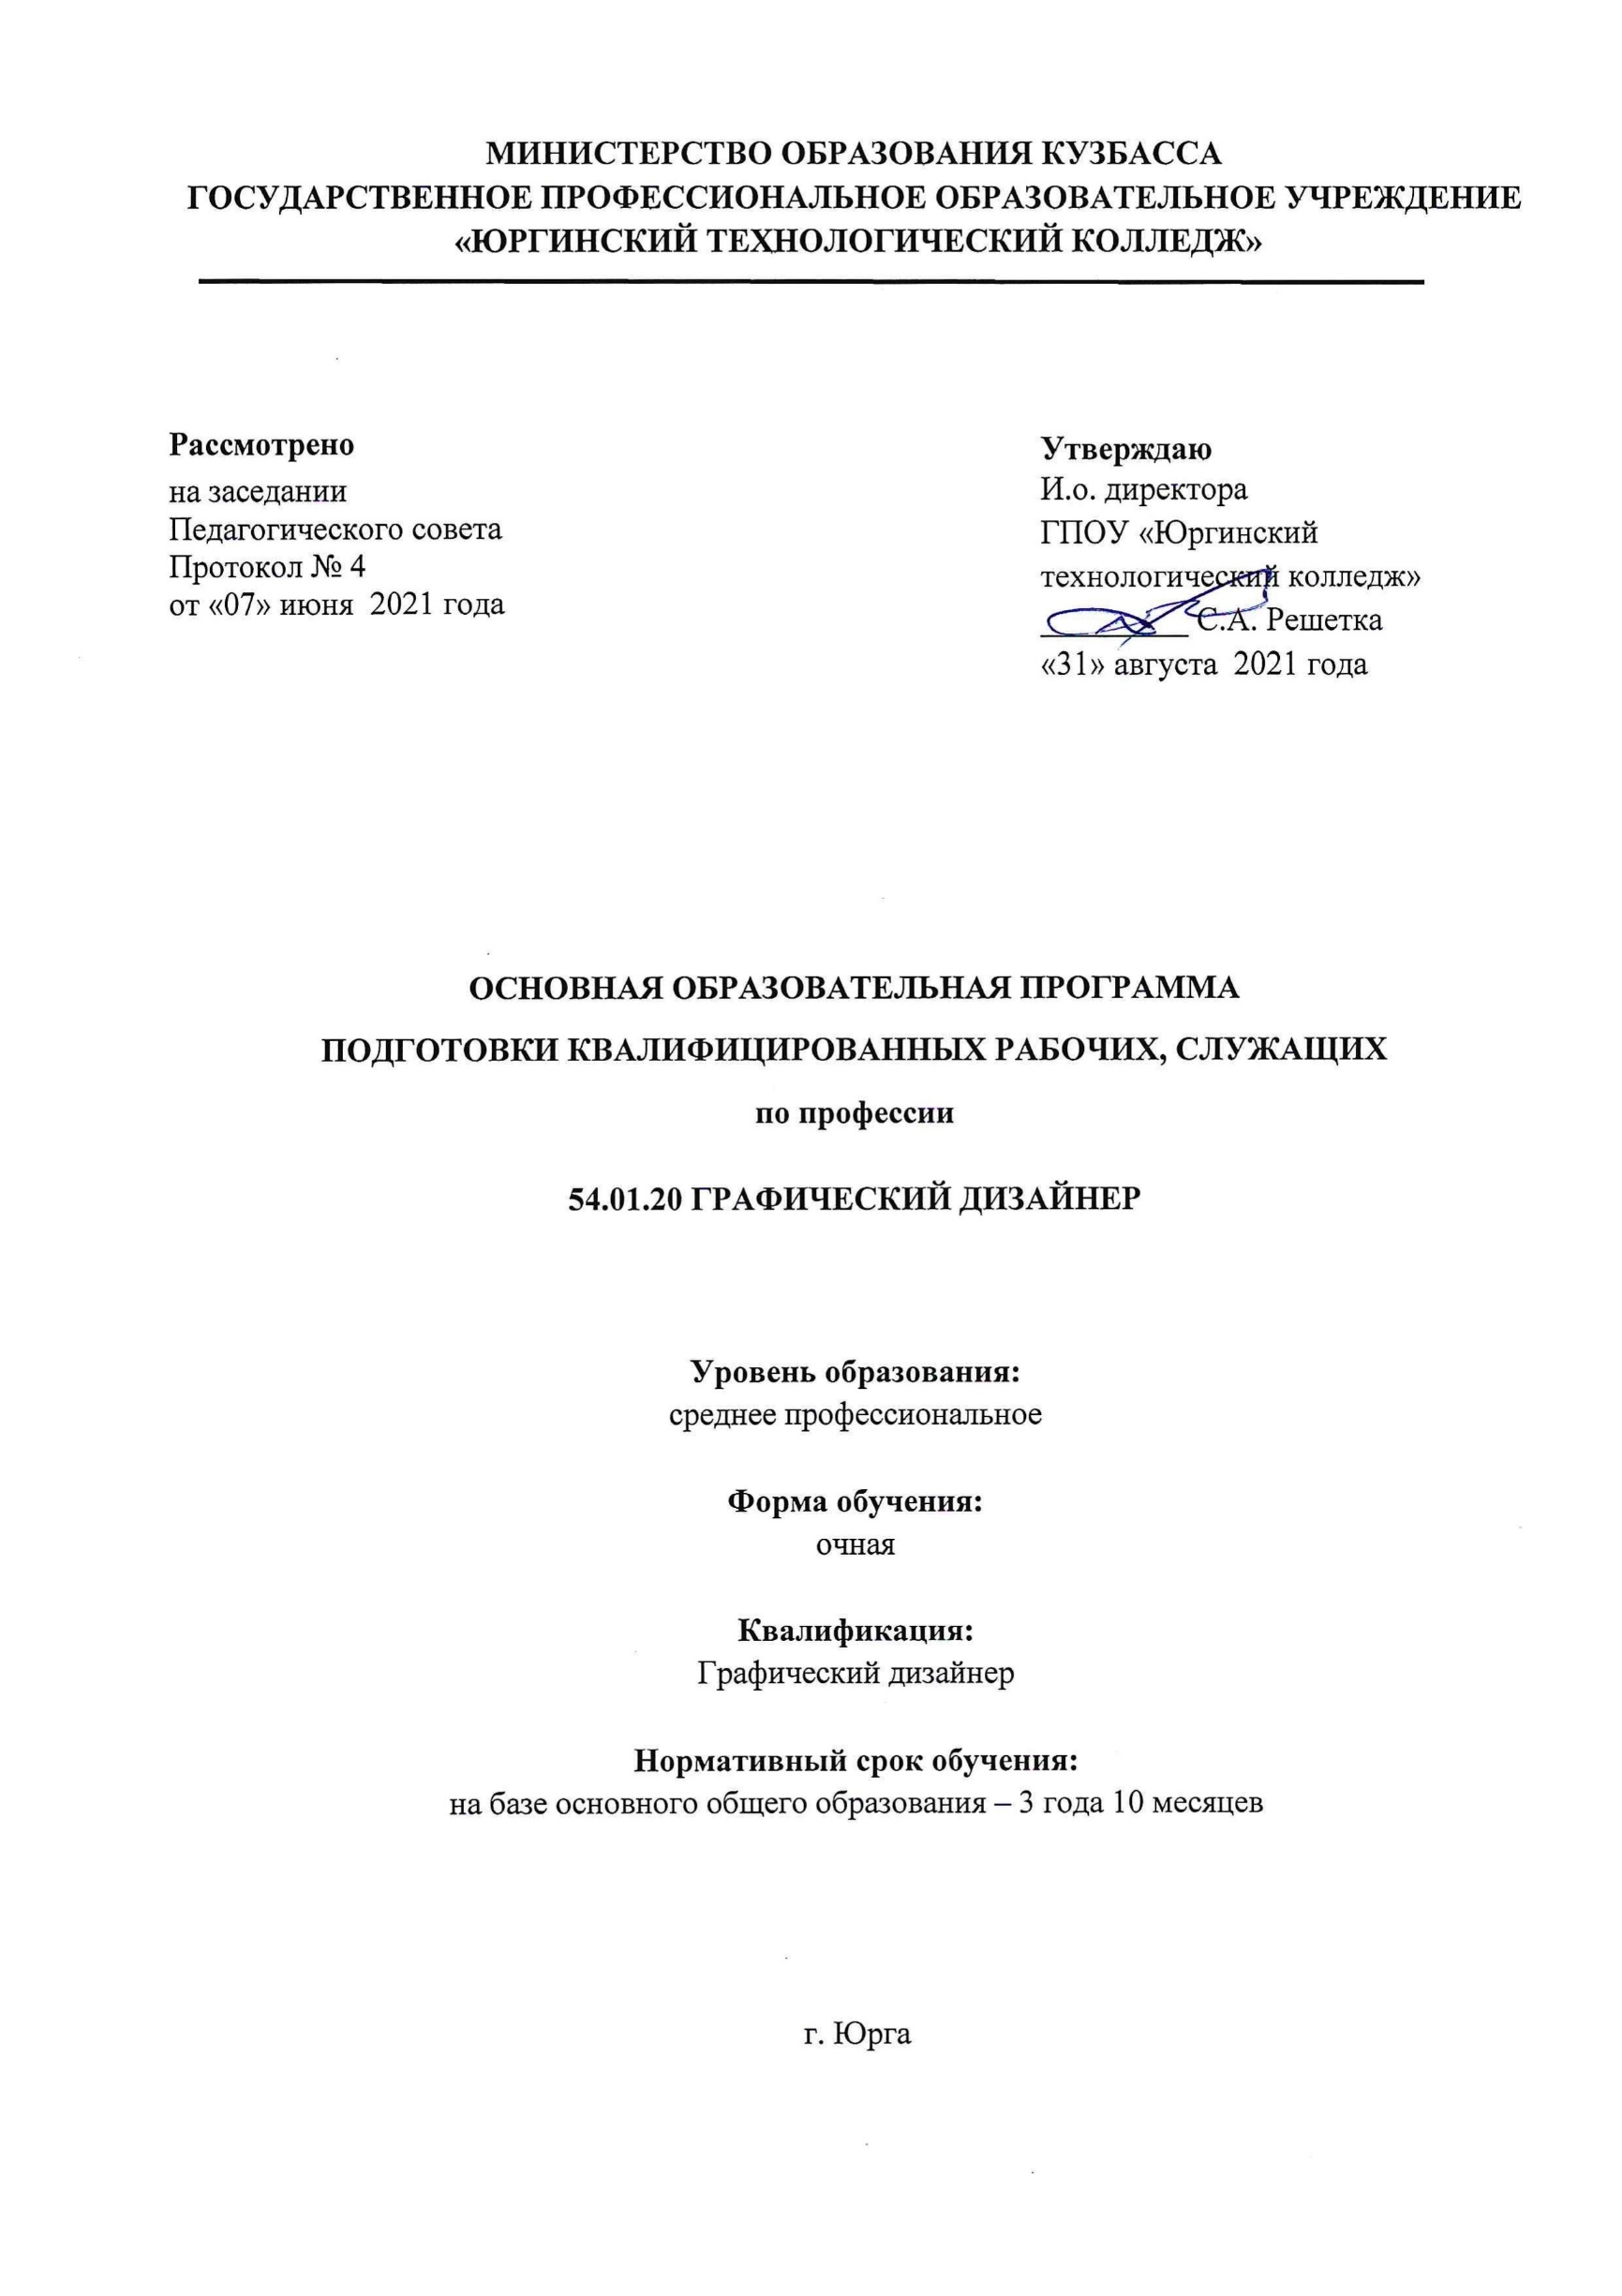 МИНИСТЕРСТВО ОБРАЗОВАНИЯ КУЗБАССА
ГОСУДАРСТВЕННОЕ ПРОФЕССИОНАЛЬНОЕ ОБРАЗОВАТЕЛЬНОЕ УЧРЕЖДЕНИЕ
«ЮРГИНСКИЙ ТЕХНОЛОГИЧЕСКИЙ КОЛЛЕДЖ»
Рассмотрено
на заседании
Педагогического совета
Протокол № 4
от «07» июня 2021 года
Утверждаю
И.о. директора
ГПОУ «Юргинский
технологический колледж»
С.А. Решетка
«31» августа 2021 года
ОСНОВНАЯ ОБРАЗОВАТЕЛЬНАЯ ПРОГРАММА
ПОДГОТОВКИ КВАЛИФИЦИРОВАННЫХ РАБОЧИХ, СЛУЖАЩИХ
по профессии
54.01.20 ГРАФИЧЕСКИЙ ДИЗАЙНЕР
Уровень образования:
среднее профессиональное
Форма обучения:
очная
Квалификация:
Графический дизайнер
Нормативный срок обучения:
на базе основного общего образования – 3 года 10 месяцев
г. Юрга